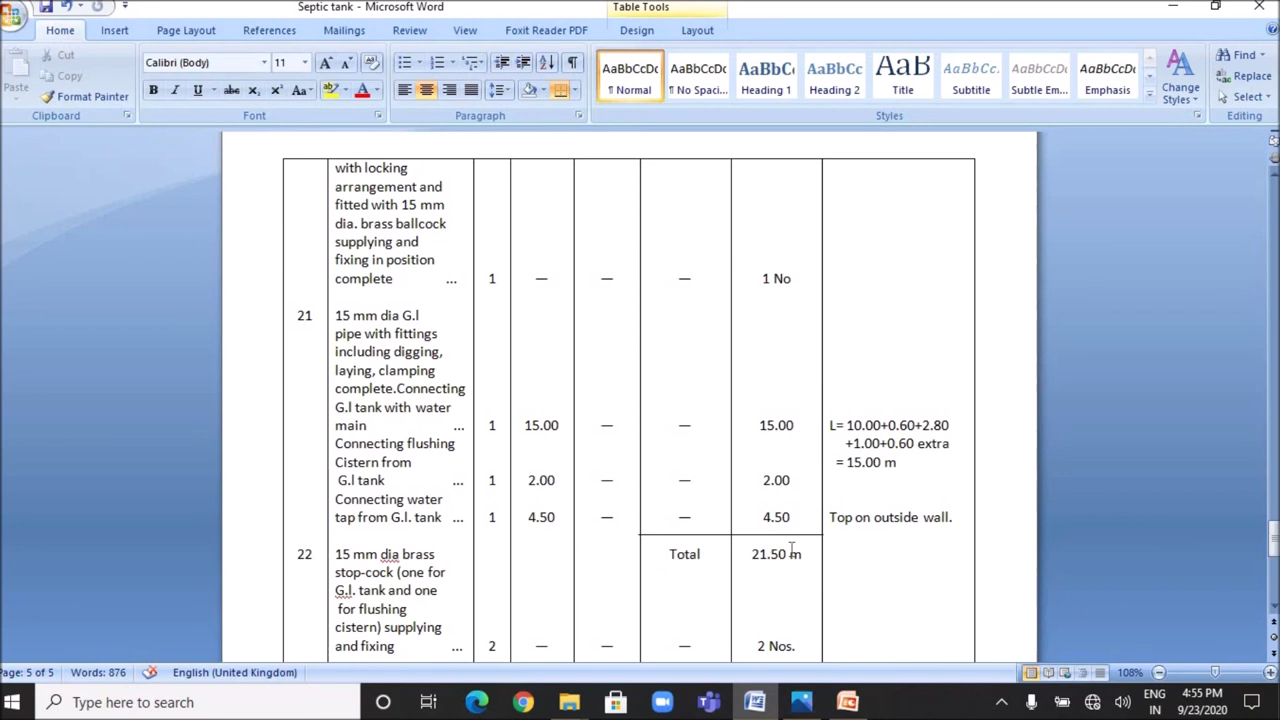 Septic tank - Microsoft Word
Table Tools
Home Insert Page Layout References Mailings Review View Foxit Reader PDF Design Layout
Cut
Copy
Paste
Format Painter
Clipboard
Calibri (Body) 11
Font
Paragraph
AaBbCcDc AaBbCcDc AaBbC AaBbCc AaB AaBbCc. AaBbCcDc AaBbCcDc
¶ Normal ¶ No Spaci... Heading 1 Heading 2 Title Subtitle Subtle Em... Emphasis
Change Styles
Styles
Find
Replace
Select
Editing
with locking
arrangement and
fitted with 15 mm
dia. brass ballcock
supplying and
fixing in position
complete ... 1 — — — 1 No
21 15 mm dia G.l
pipe with fittings
including digging,
laying, clamping
complete.Connecting
G.l tank with water
main ... 1 15.00 — — 15.00 L= 10.00+0.60+2.80
Connecting flushing +1.00+0.60 extra
Cistern from = 15.00 m
G.l tank ... 1 2.00 — — 2.00
Connecting water
tap from G.l. tank ... 1 4.50 — — 4.50 Top on outside wall.
22 15 mm dia brass Total 21.50 m
stop-cock (one for
G.l. tank and one
for flushing
cistern) supplying
and fixing ... 2 — — — 2 Nos.
Page: 5 of 5 Words: 876 English (United Kingdom) 108%
Type here to search
ENG
IN
4:55 PM
9/23/2020